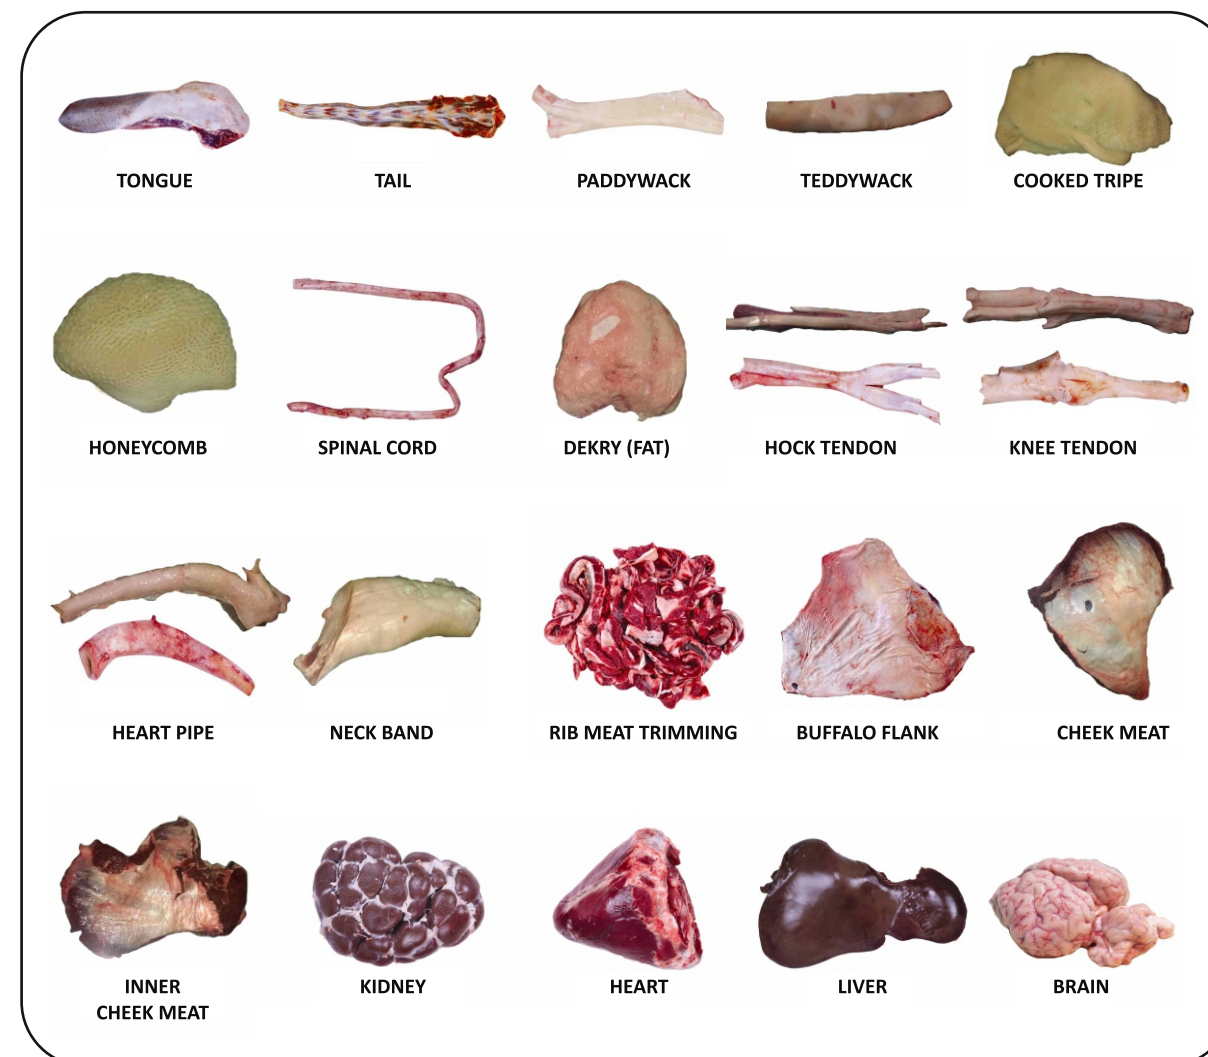 TONGUE
TAIL
PADDYWACK
TEDDYWACK
COOKED TRIPE
HONEYCOMB
SPINAL CORD
DEKRY (FAT)
HOCK TENDON
KNEE TENDON
HEART PIPE
NECK BAND
RIB MEAT TRIMMING
BUFFALO FLANK
CHEEK MEAT
INNER
CHEEK MEAT
KIDNEY
HEART
LIVER
BRAIN